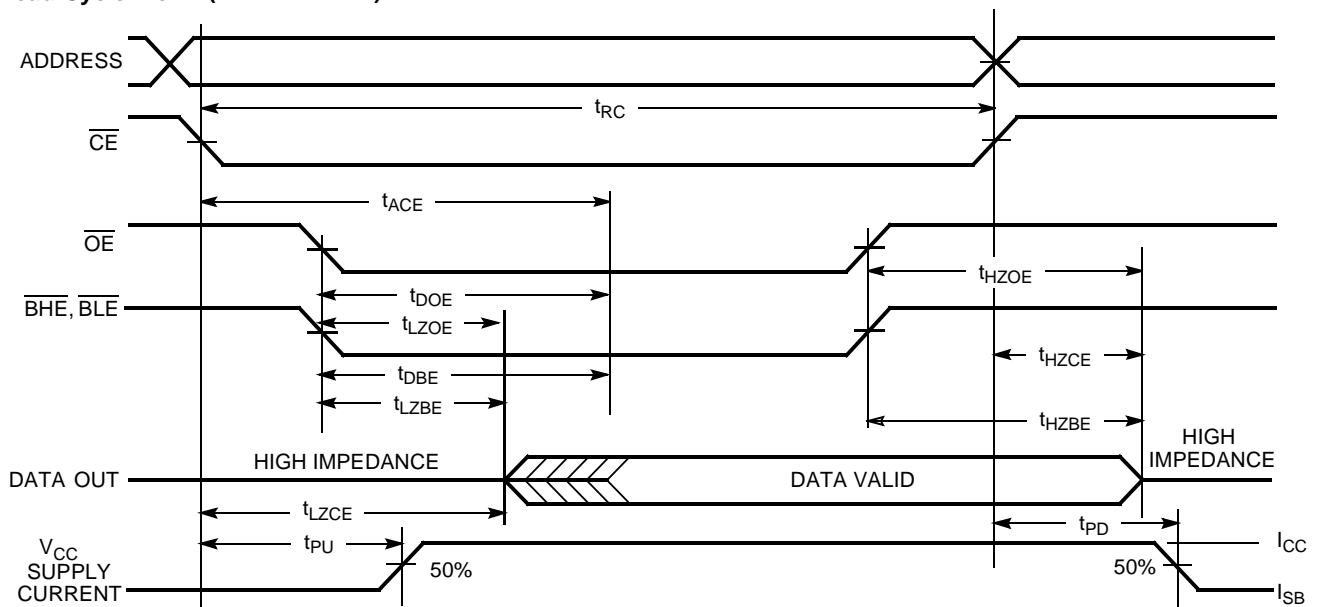 ADDRESS
tRC
CE
tACE
OE
tHZOE
tDOE
BHE, BLE
tLZOE
tHZCE
tDBE
tLZBE
tHZBE
HIGH
IMPEDANCE
HIGH IMPEDANCE
DATA OUT
DATA VALID
tLZCE
tPD
VCC
SUPPLY
CURRENT
tPU
50%
50%
ICC
ISB